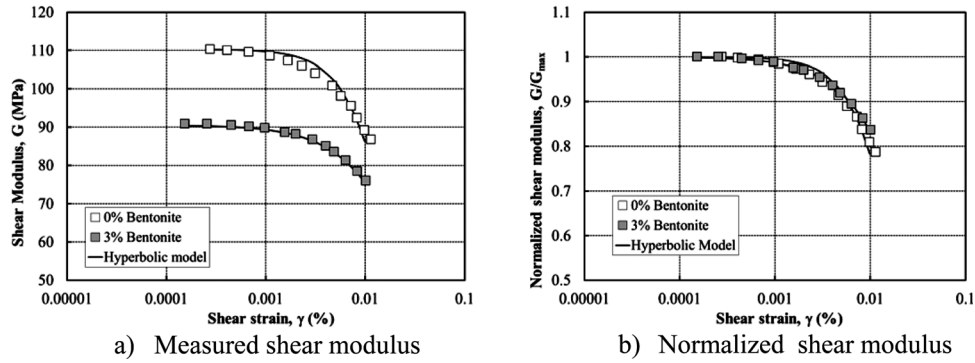 Shear Modulus, G (MPa)
120
110
100
90
80
70
60
50
0% Bentonite
3% Bentonite
Hyperbolic model
0.00001
0.0001
0.001
0.01
0.1
Shear strain, γ (%)
a) Measured shear modulus
Normalized shear modulus, G/Gmax
1.1
1
0.9
0.8
0.7
0.6
0.5
0% Bentonite
3% Bentonite
Hyperbolic Model
0.00001
0.0001
0.001
0.01
0.1
Shear strain, γ (%)
b) Normalized shear modulus